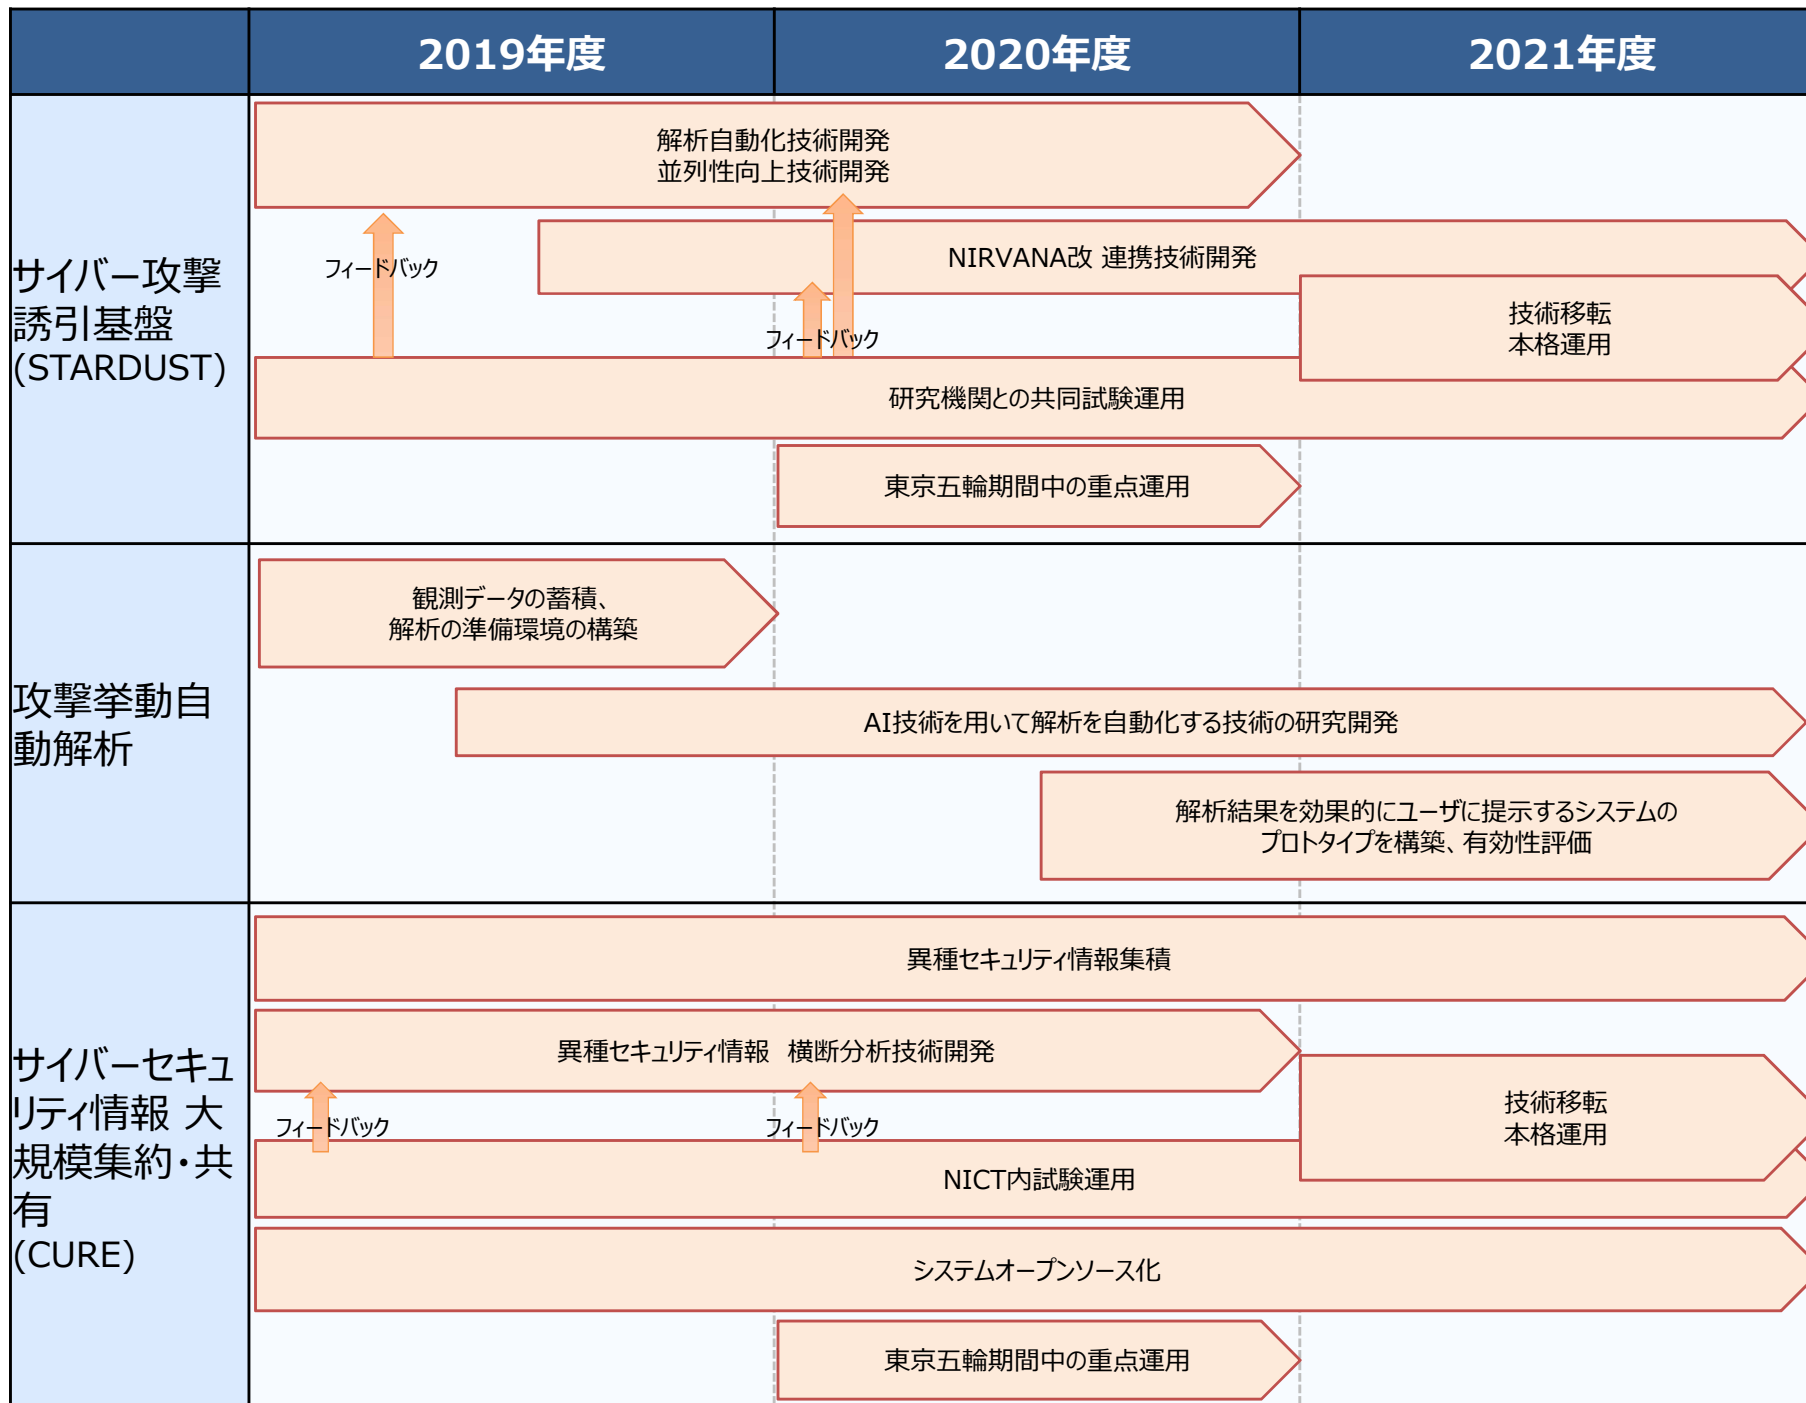 2019年度
2020年度
2021年度
サイバー攻撃
誘引基盤
(STARDUST)
解析自動化技術開発
並列性向上技術開発
フィードバック
NIRVANA改 連携技術開発
フィードバック
技術移転
本格運用
研究機関との共同試験運用
東京五輪期間中の重点運用
攻撃挙動自
動解析
観測データの蓄積、
解析の準備環境の構築
AI技術を用いて解析を自動化する技術の研究開発
解析結果を効果的にユーザに提示するシステムの
プロトタイプを構築、有効性評価
サイバーセキュ
リティ情報 大
規模集約・共
有
(CURE)
異種セキュリティ情報集積
異種セキュリティ情報　横断分析技術開発
フィードバック
フィードバック
技術移転
本格運用
NICT内試験運用
システムオープンソース化
東京五輪期間中の重点運用